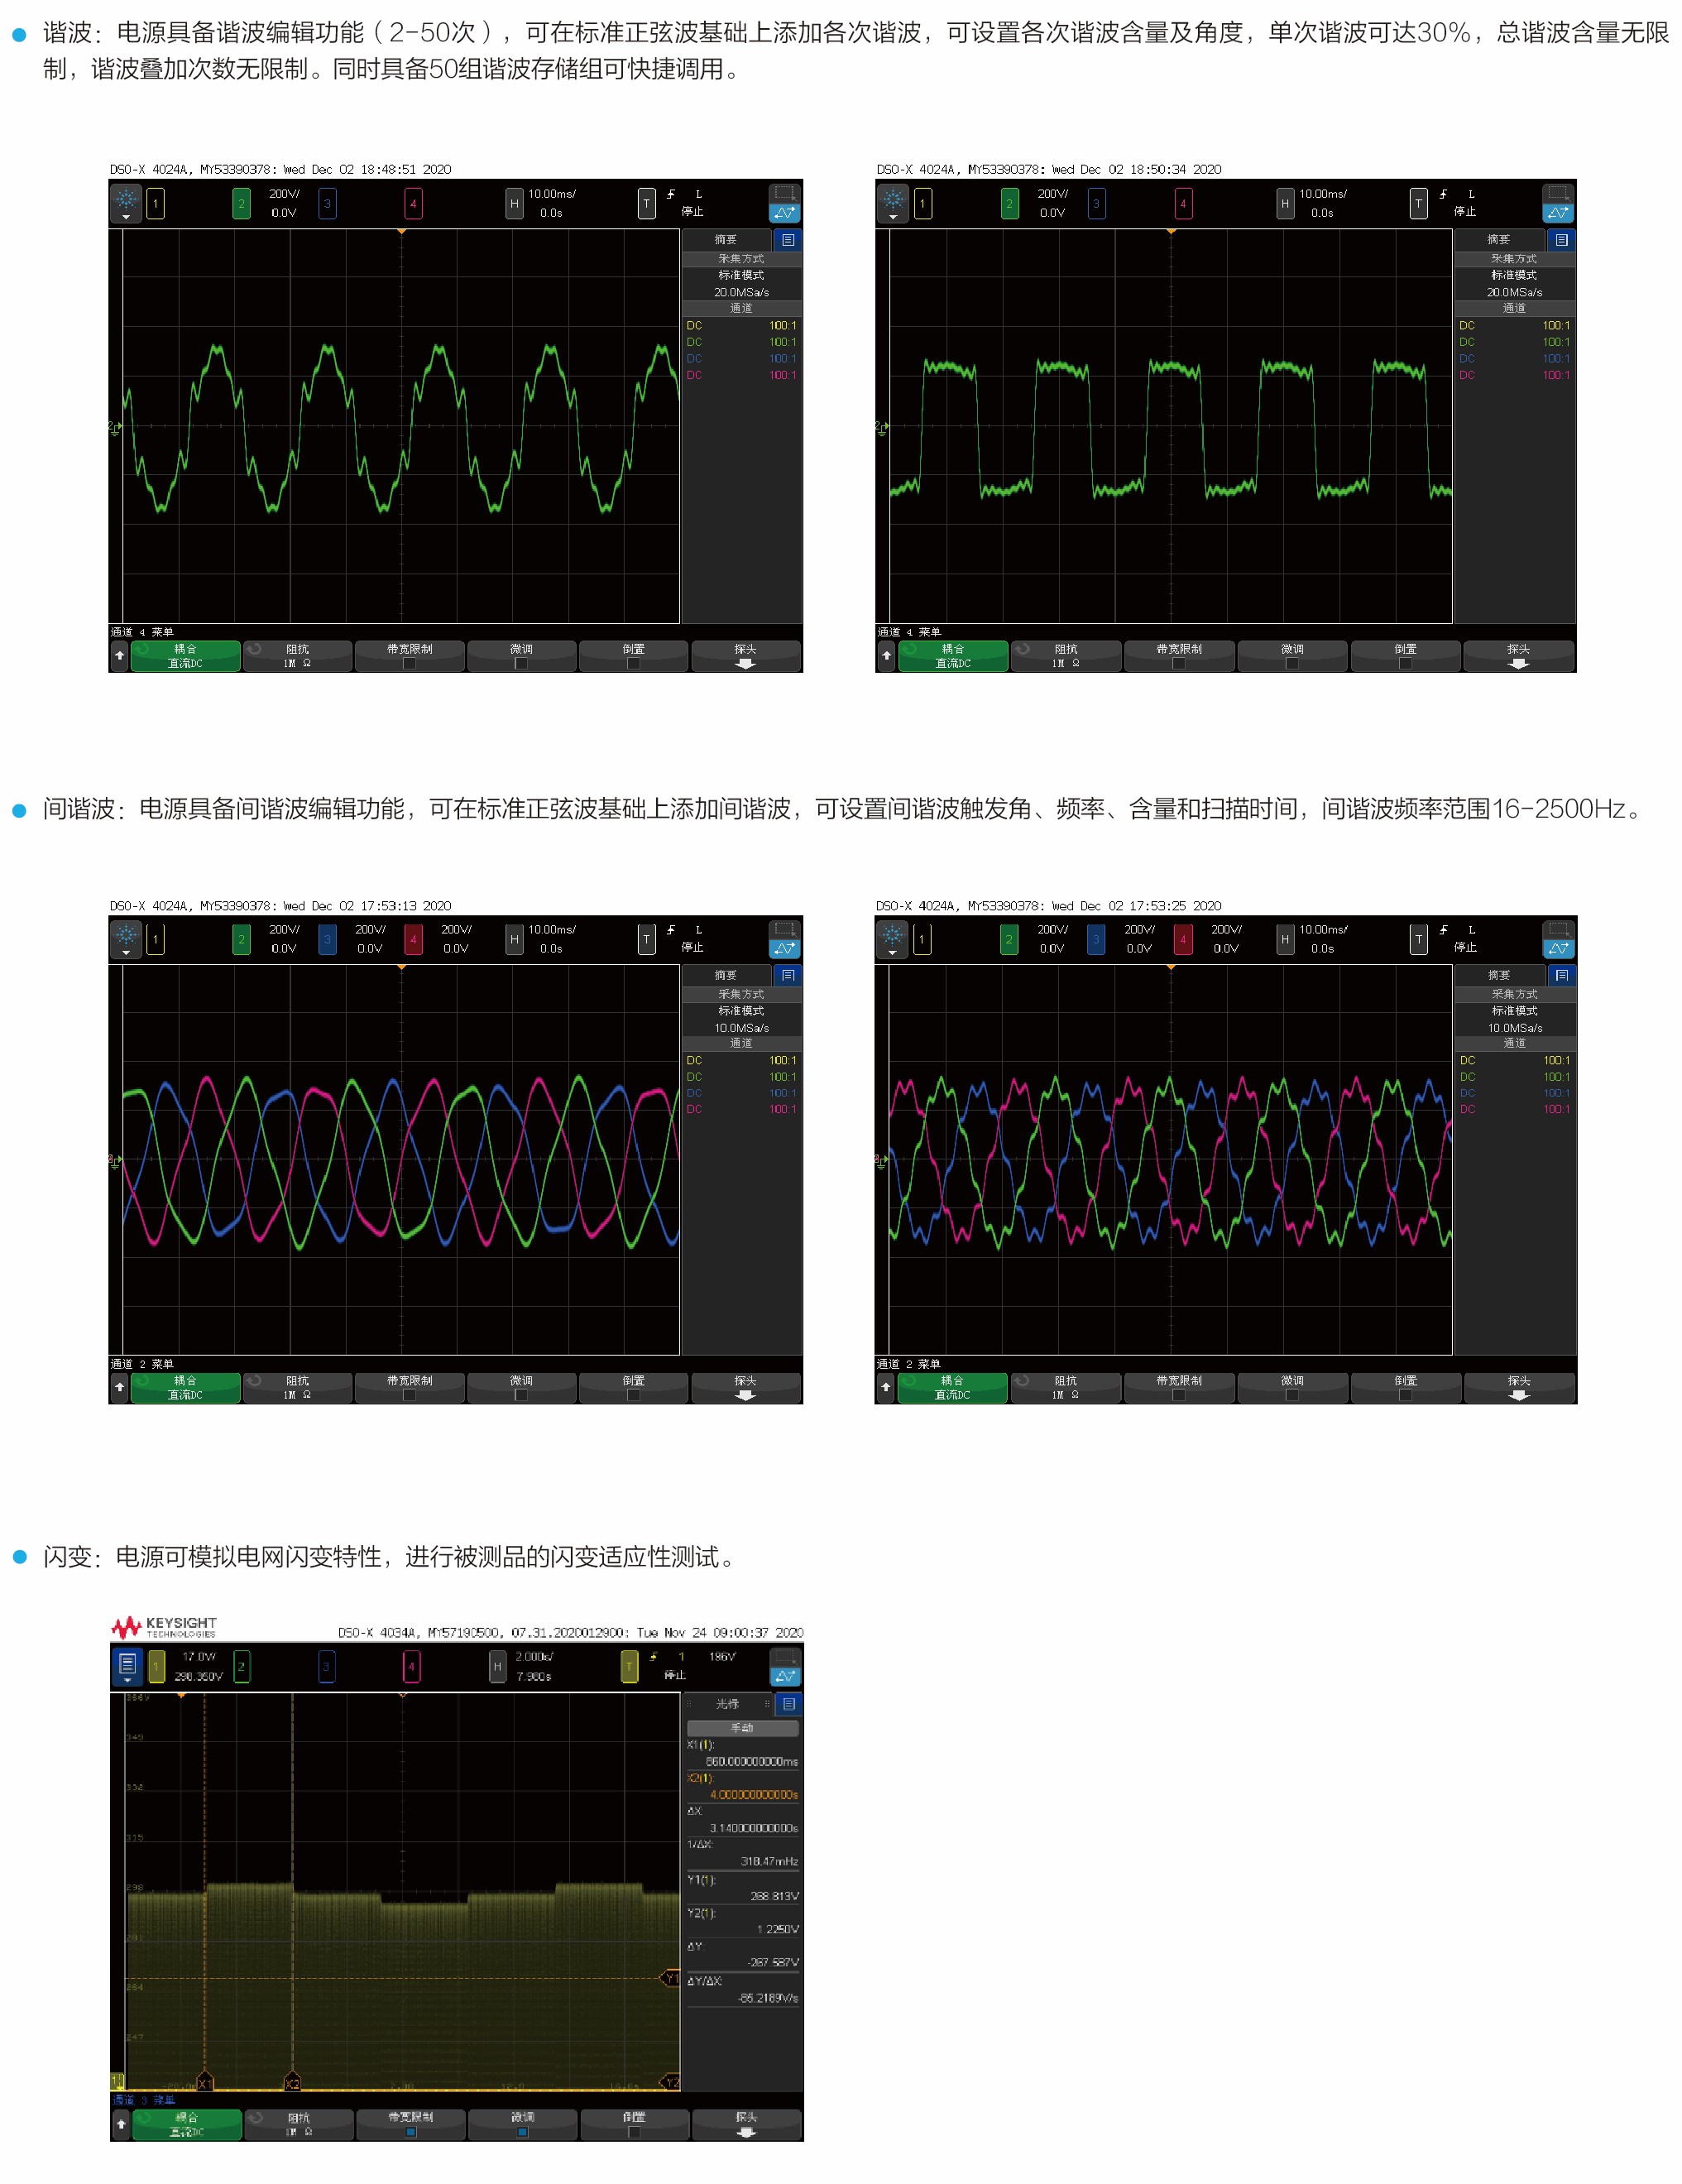 ● 谐波：电源具备谐波编辑功能（2-50次），可在标准正弦波基础上添加各次谐波，可设置各次谐波含量及角度，单次谐波可达30%，总谐波含量无限
制，谐波叠加次数无限制。同时具备50组谐波存储组可快捷调用。
DSO-X 4024A, MY53390378: Wed Dec 02 18:48:51 2020
1 2 200V/ 3 4 H 10.00ms/ T L
0.0V 0.0s 停止
摘要
采集方式
标准模式
20.0MSa/s
通道
DC 100:1
DC 100:1
DC 100:1
DC 100:1
通道 4 菜单
耦合 阻抗 带宽限制 微调 倒置 探头
直流DC 1M Ω
DSO-X 4024A, MY53390378: Wed Dec 02 18:50:34 2020
1 2 200V/ 3 4 H 10.00ms/ T L
0.0V 0.0s 停止
摘要
采集方式
标准模式
20.0MSa/s
通道
DC 100:1
DC 100:1
DC 100:1
DC 100:1
通道 4 菜单
耦合 阻抗 带宽限制 微调 倒置 探头
直流DC 1M Ω
● 间谐波：电源具备间谐波编辑功能，可在标准正弦波基础上添加间谐波，可设置间谐波触发角、频率、含量和扫描时间，间谐波频率范围16-2500Hz。
DSO-X 4024A, MY53390378: Wed Dec 02 17:53:13 2020
1 2 200V/ 3 200V/ 4 200V/ H 10.00ms/ T L
0.0V 0.0V 0.0V 0.0s 停止
摘要
采集方式
标准模式
10.0MSa/s
通道
DC 100:1
DC 100:1
DC 100:1
DC 100:1
通道 2 菜单
耦合 阻抗 带宽限制 微调 倒置 探头
直流DC 1M Ω
DSO-X 4024A, MY53390378: Wed Dec 02 17:53:25 2020
1 2 200V/ 3 200V/ 4 200V/ H 10.00ms/ T L
0.0V 0.0V 0.0V 0.0s 停止
摘要
采集方式
标准模式
10.0MSa/s
通道
DC 100:1
DC 100:1
DC 100:1
DC 100:1
通道 2 菜单
耦合 阻抗 带宽限制 微调 倒置 探头
直流DC 1M Ω
● 闪变：电源可模拟电网闪变特性，进行被测品的闪变适应性测试。
KEYSIGHT
TECHNOLOGIES
DSO-X 4034A, MY57190500, 07.31.2020012900: Tue Nov 24 09:00:37 2020
1 17.0V/ 2 3 4 H 2.000s/ T 1 186V
298.350V 7.980s 停止
349
332
315
298
281
264
247
光标
手动
X1(1):
860.000000000ms
X2(1):
4.000000000000s
ΔX:
3.140000000000s
1/ΔX:
318.47mHz
Y1(1):
268.813V
Y2(1):
1.2250V
ΔY:
-267.587V
ΔY/ΔX:
-85.2189V/s
Y1
X1 X2 Y2
通道 3 菜单
耦合 阻抗 带宽限制 微调 倒置 探头
直流DC 1M Ω